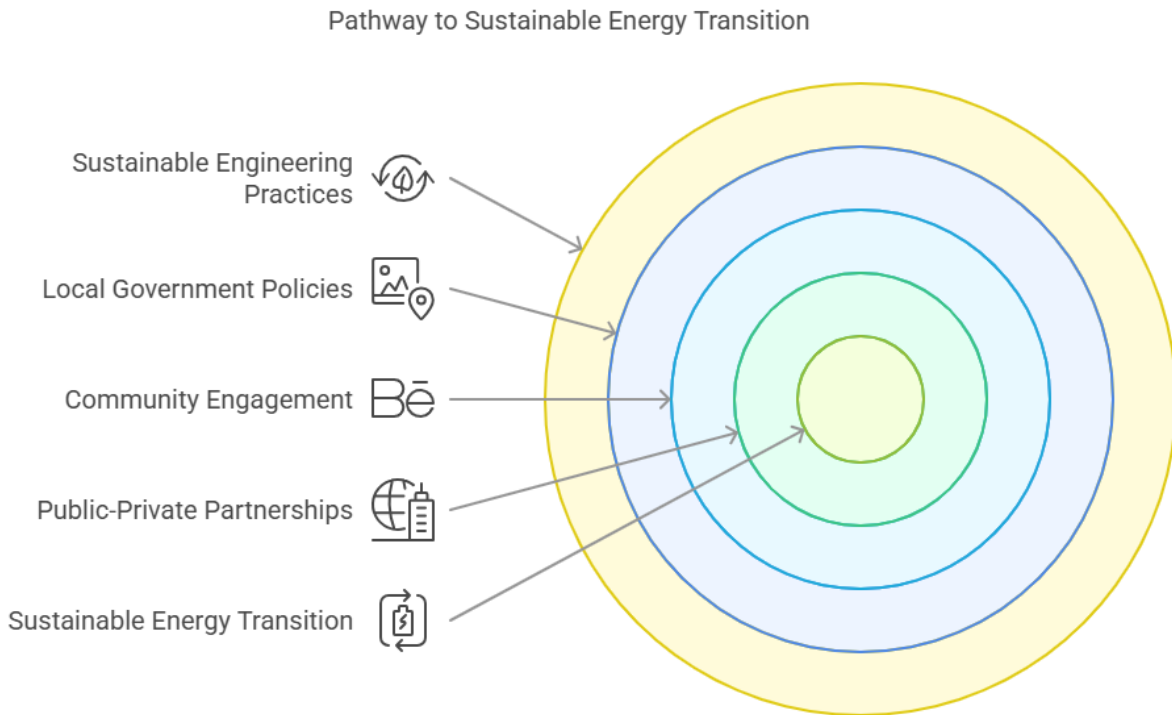 Pathway to Sustainable Energy Transition
Sustainable Engineering
Practices
Local Government Policies
Community Engagement
Bē
Public-Private Partnerships
Sustainable Energy Transition